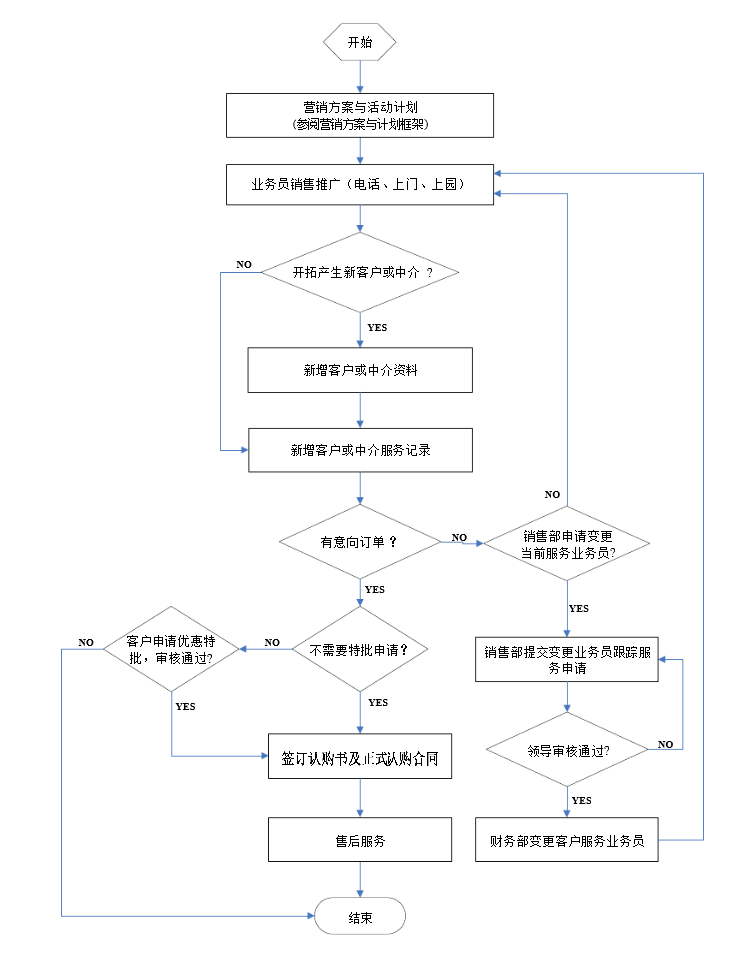 开始
营销方案与活动计划
(参阅营销方案与计划框架)
业务员销售推广（电话、上门、上园）
NO
开拓产生新客户或中介 ?
YES
新增客户或中介资料
新增客户或中介服务记录
NO
有意向订单 ?
NO
销售部申请变更
当前服务业务员?
YES
YES
NO
客户申请优惠特
批，审核通过?
NO
不需要特批申请?
销售部提交变更业务员跟踪服
务申请
YES
YES
签订认购书及正式认购合同
领导审核通过?
NO
YES
售后服务
财务部变更客户服务业务员
结束